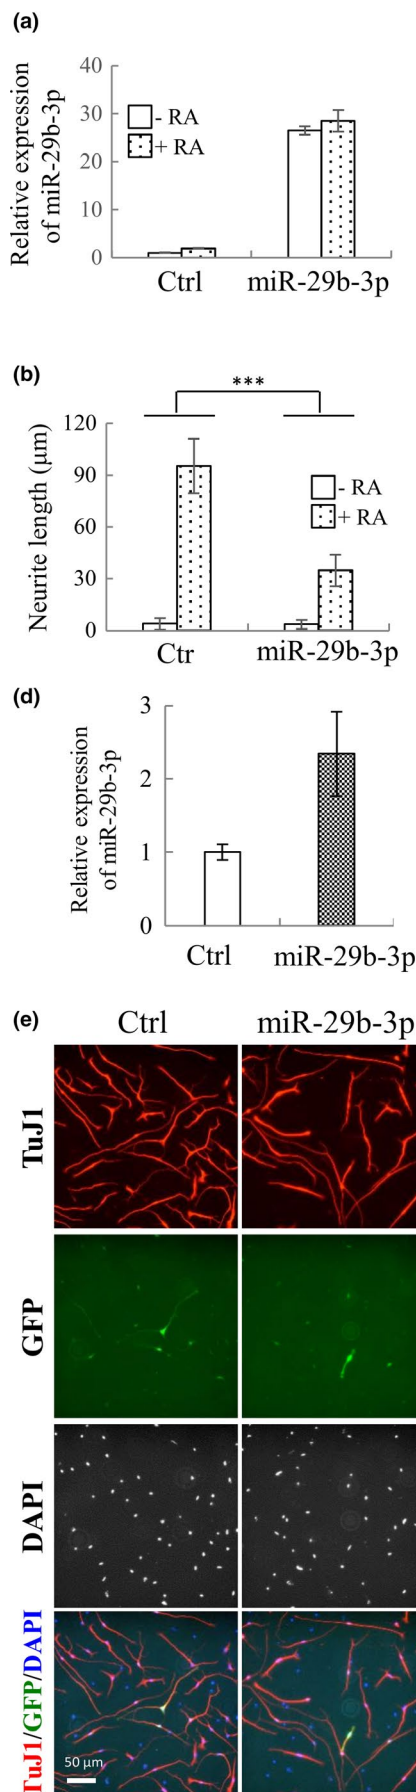 (a)
Relative expression
of miR-29b-3p
40
30
20
10
0
- RA
+ RA
Ctrl miR-29b-3p
(b)
***
Neurite length (µm)
120
90
60
30
0
- RA
+ RA
Ctr miR-29b-3p
(d)
Relative expression
of miR-29b-3p
3
2
1
0
Ctrl miR-29b-3p
(e)
Ctrl miR-29b-3p
TuJ1
GFP
DAPI
TuJ1/GFP/DAPI
50 µm